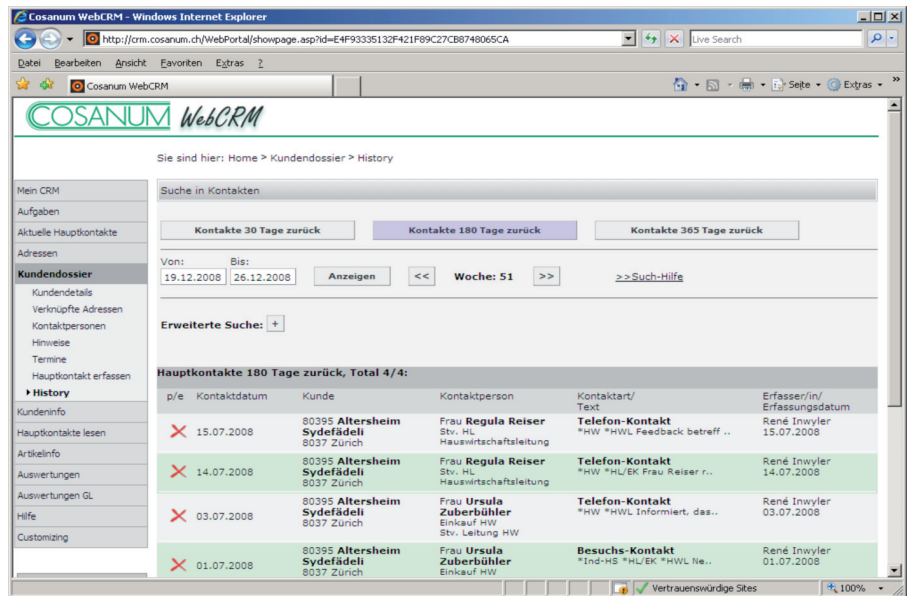 Cosanum WebCRM - Windows Internet Explorer
http://crm.cosanum.ch/WebPortal/showpage.asp?id=E4F93335132F421F89C27CB8748065CA
Live Search
Datei Bearbeiten Ansicht Favoriten Extras ?
Cosanum WebCRM
Seite Extras »
COSANUM WebCRM
Sie sind hier: Home > Kundendossier > History
Mein CRM
Aufgaben
Aktuelle Hauptkontakte
Adressen
Kundendossier
Kundendetails
Verknüpfte Adressen
Kontaktpersonen
Hinweise
Termine
Hauptkontakt erfassen
History
Kundeninfo
Hauptkontakte lesen
Artikelinfo
Auswertungen
Auswertungen GL
Hilfe
Customizing
Suche in Kontakten
Kontakte 30 Tage zurück Kontakte 180 Tage zurück Kontakte 365 Tage zurück
Von: Bis:
19.12.2008 26.12.2008 Anzeigen << Woche: 51 >> >>Such-Hilfe
Erweiterte Suche: +
Hauptkontakte 180 Tage zurück, Total 4/4:
p/e Kontaktdatum Kunde Kontaktperson Kontaktart/ Erfasser/in/
Text Erfassungsdatum
80395 Altersheim Frau Regula Reiser Telefon-Kontakt René Inwyler
15.07.2008 Sydefädeli Stv. HL *HW *HWL Feedback betreff .. 15.07.2008
8037 Zürich Hauswirtschaftsleitung
80395 Altersheim Frau Regula Reiser Telefon-Kontakt René Inwyler
14.07.2008 Sydefädeli Stv. HL *HW *HL/EK Frau Reiser r.. 14.07.2008
8037 Zürich Hauswirtschaftsleitung
80395 Altersheim Frau Ursula Telefon-Kontakt René Inwyler
03.07.2008 Sydefädeli Zuberbühler *HW *HWL Informiert, das.. 03.07.2008
8037 Zürich Einkauf HW
Stv. Leitung HW
80395 Altersheim Frau Ursula Besuchs-Kontakt René Inwyler
01.07.2008 Sydefädeli Zuberbühler *Ind-HS *HL/EK *HWL Ne.. 01.07.2008
8037 Zürich Einkauf HW
Vertrauenswürdige Sites 100%